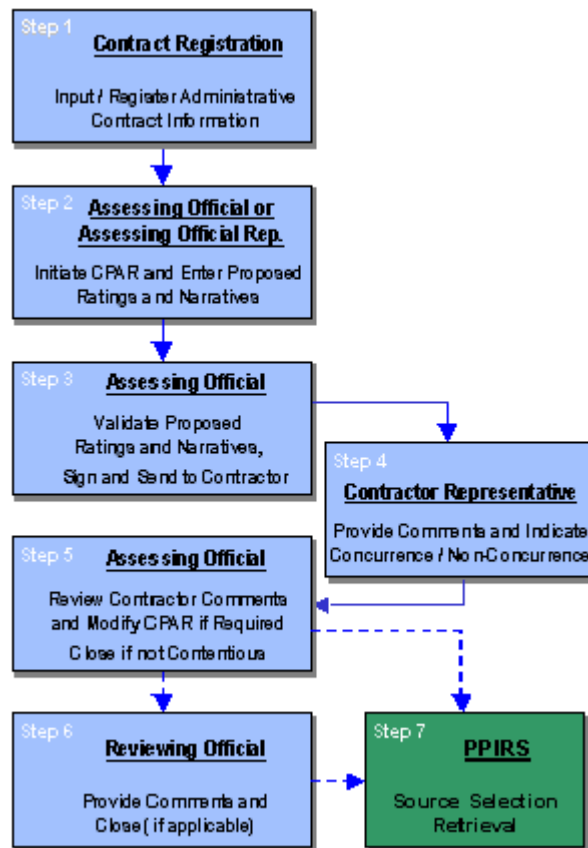 Step 1
Contract Registration
Input / Register Administrative
Contract Information
Step 2
Assessing Official or
Assessing Official Rep.
Initiate CPAR and Enter Proposed
Ratings and Narratives
Step 3
Assessing Official
Validate Proposed
Ratings and Narratives,
Sign and Send to Contractor
Step 4
Contractor Representative
Provide Comments and Indicate
Concurrence / Non-Concurrence
Step 5
Assessing Official
Review Contractor Comments
and Modify CPAR if Required
Close if not Contentious
Step 6
Reviewing Official
Provide Comments and
Close( if applicable)
Step 7
PPIRS
Source Selection
Retrieval